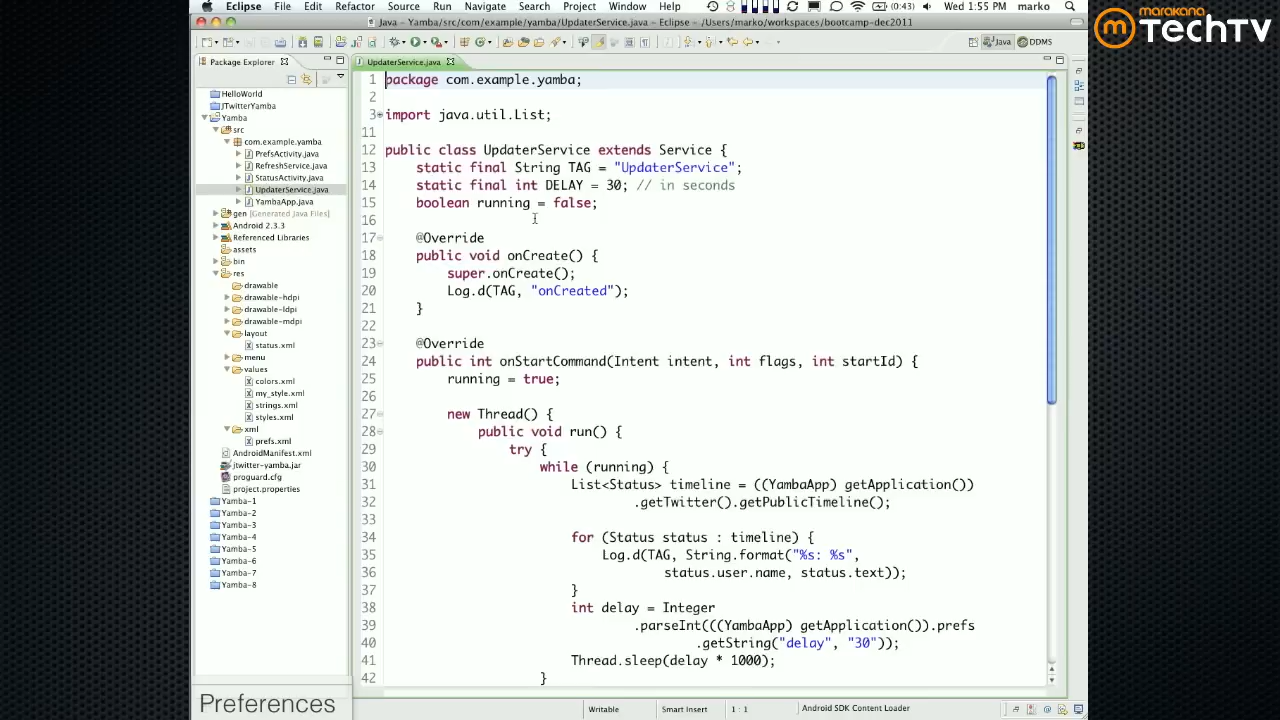 Eclipse File Edit Refactor Source Run Navigate Search Project Window Help (0:43) Wed 1:55 PM marko
marakana
TechTV
Java – Yamba/src/com/example/yamba/UpdaterService.java – Eclipse – /Users/marko/workspaces/bootcamp-dec2011
Java DDMS
Package Explorer
UpdaterService.java
HelloWorld
JTwitterYamba
Yamba
src
com.example.yamba
PrefsActivity.java
RefreshService.java
StatusActivity.java
UpdaterService.java
YambaApp.java
gen [Generated Java Files]
Android 2.3.3
Referenced Libraries
assets
bin
res
drawable
drawable-hdpi
drawable-ldpi
drawable-mdpi
layout
status.xml
menu
values
colors.xml
my_style.xml
strings.xml
styles.xml
xml
prefs.xml
AndroidManifest.xml
jtwitter-yamba.jar
proguard.cfg
project.properties
Yamba-1
Yamba-2
Yamba-3
Yamba-4
Yamba-5
Yamba-6
Yamba-7
Yamba-8
1 package com.example.yamba;
2
3 import java.util.List;
11
12 public class UpdaterService extends Service {
13 static final String TAG = "UpdaterService";
14 static final int DELAY = 30; // in seconds
15 boolean running = false;
16
17 @Override
18 public void onCreate() {
19 super.onCreate();
20 Log.d(TAG, "onCreated");
21 }
22
23 @Override
24 public int onStartCommand(Intent intent, int flags, int startId) {
25 running = true;
26
27 new Thread() {
28 public void run() {
29 try {
30 while (running) {
31 List<Status> timeline = ((YambaApp) getApplication())
32 .getTwitter().getPublicTimeline();
33
34 for (Status status : timeline) {
35 Log.d(TAG, String.format("%s: %s",
36 status.user.name, status.text));
37 }
38 int delay = Integer
39 .parseInt(((YambaApp) getApplication()).prefs
40 .getString("delay", "30"));
41 Thread.sleep(delay * 1000);
42 }
Preferences
Writable Smart Insert 1 : 1 Android SDK Content Loader